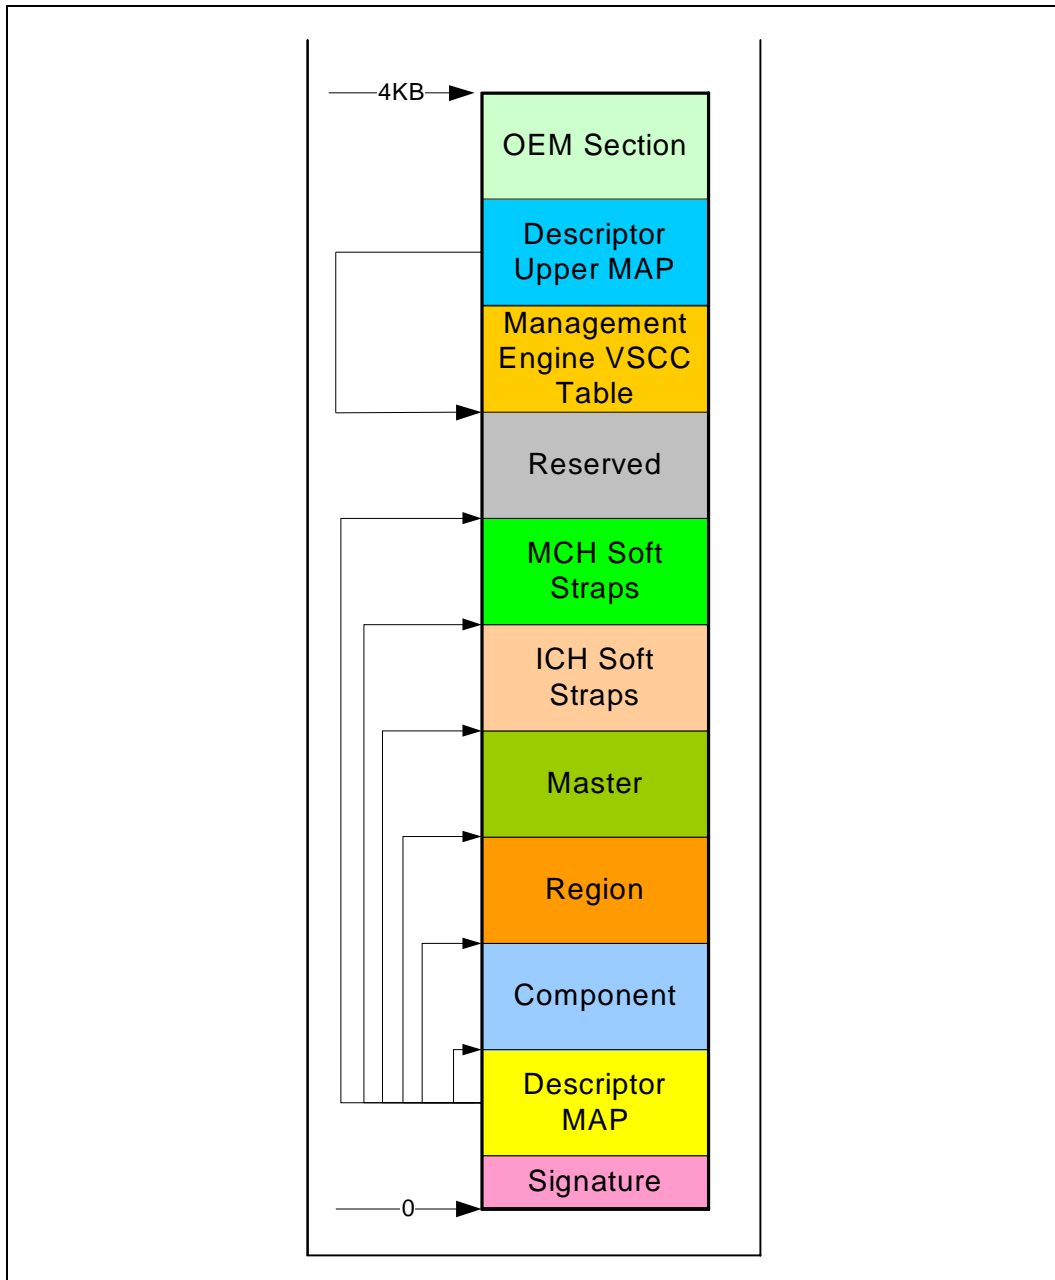 4KB
OEM Section
Descriptor
Upper MAP
Management
Engine VSCC
Table
Reserved
MCH Soft
Straps
ICH Soft
Straps
Master
Region
Component
Descriptor
MAP
Signature
0